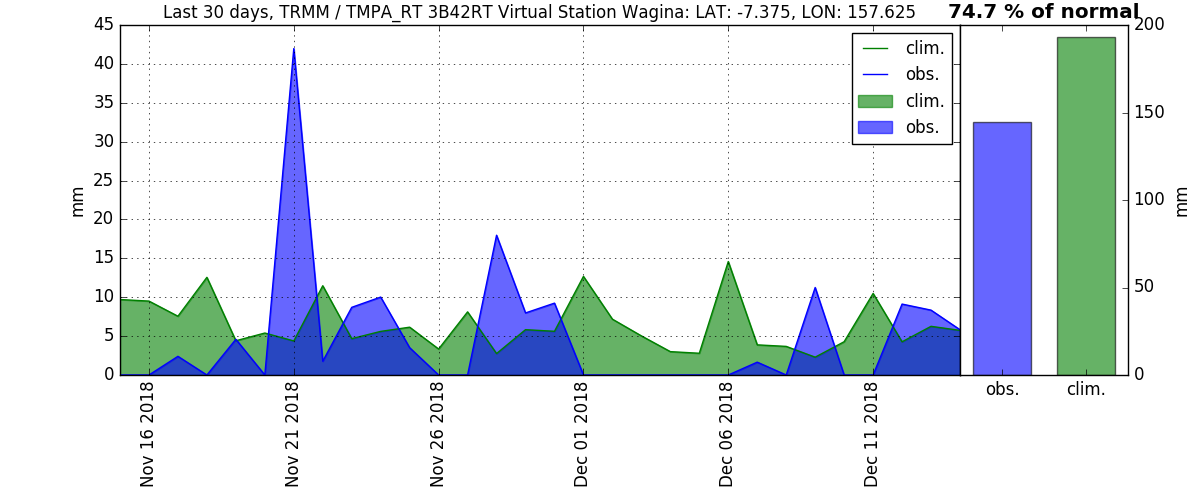 Last 30 days, TRMM / TMPA_RT 3B42RT Virtual Station Wagina: LAT: -7.375, LON: 157.625
74.7 % of normal
45
40
35
30
25
20
15
10
5
0
mm
clim.
obs.
clim.
obs.
Nov 16 2018
Nov 21 2018
Nov 26 2018
Dec 01 2018
Dec 06 2018
Dec 11 2018
200
150
100
50
0
mm
obs.
clim.